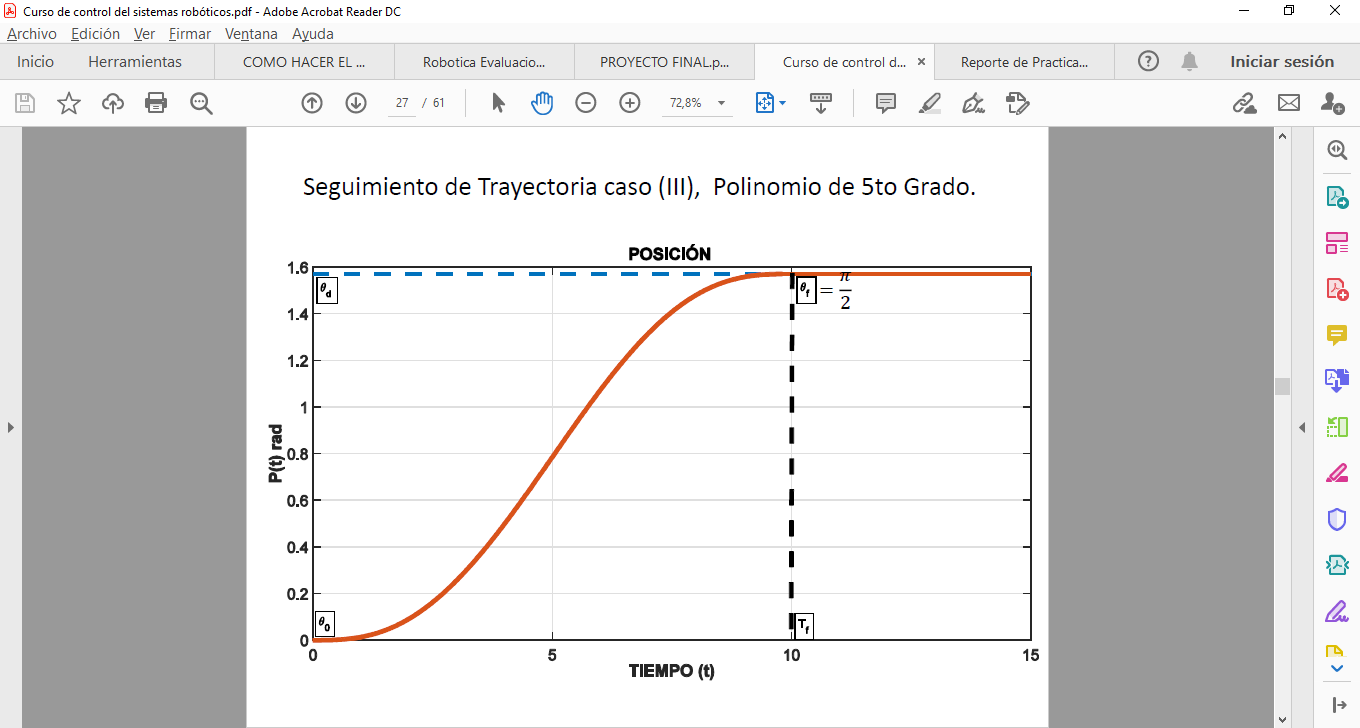 Curso de control del sistemas robóticos.pdf - Adobe Acrobat Reader DC
Archivo Edición Ver Firmar Ventana Ayuda
Inicio Herramientas COMO HACER EL ... Robotica Evaluacio... PROYECTO FINAL.p... Curso de control d... × Reporte de Practica... Iniciar sesión
27 / 61 72,8%
Seguimiento de Trayectoria caso (III), Polinomio de 5to Grado.
POSICIÓN
1.6
θd
θf = π/2
1.4
1.2
1
0.8
0.6
0.4
0.2
0
P(t) rad
θ0
Tf
0 5 10 15
TIEMPO (t)